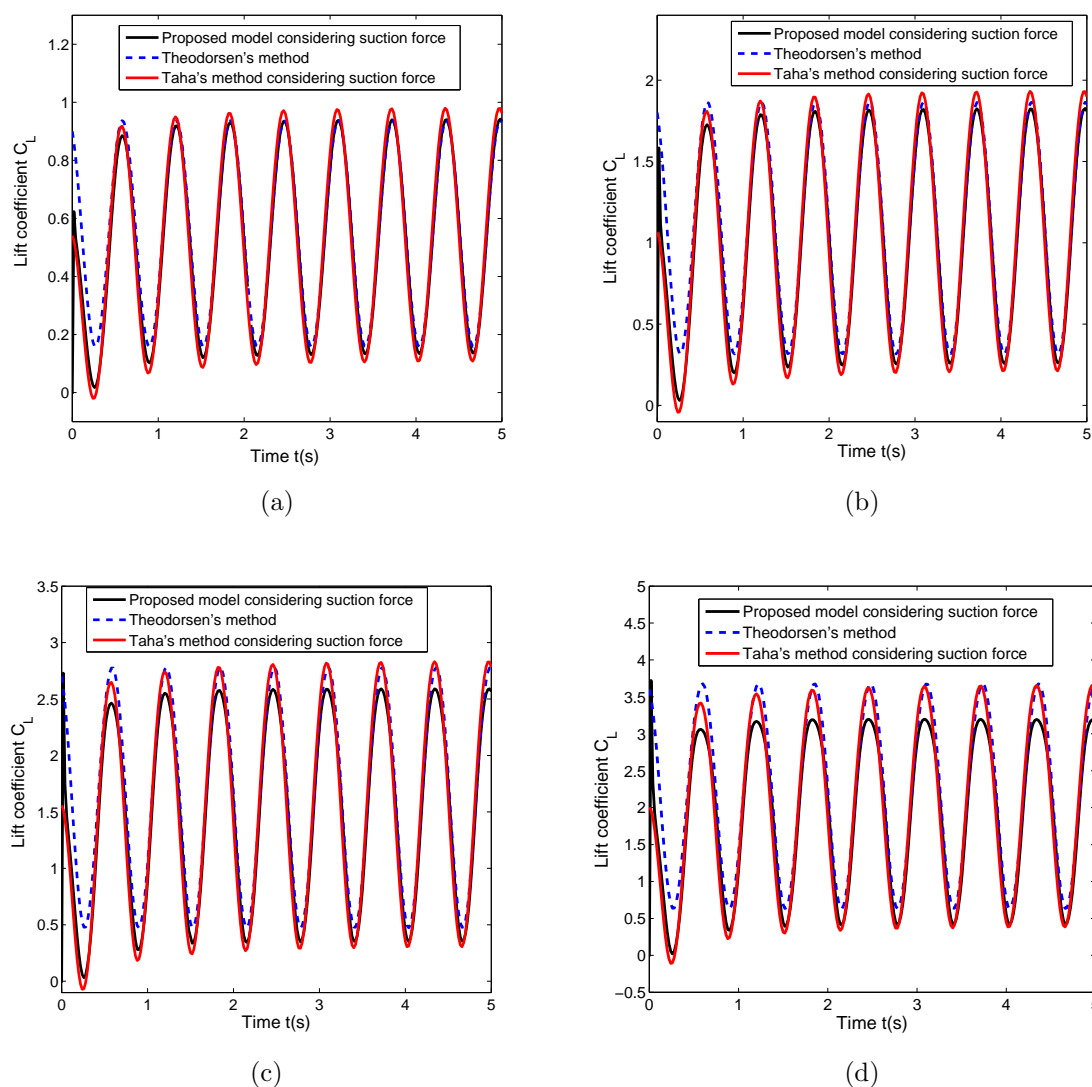 Proposed model considering suction force
Theodorsen's method
Taha's method considering suction force
Lift coefficient C_L
1.2
1
0.8
0.6
0.4
0.2
0
0 1 2 3 4 5
Time t(s)
(a)
Proposed model considering suction force
Theodorsen's method
Taha's method considering suction force
Lift coefficient C_L
2
1.5
1
0.5
0
0 1 2 3 4 5
Time t(s)
(b)
Proposed model considering suction force
Theodorsen's method
Taha's method considering suction force
Lift coefficient C_L
3.5
3
2.5
2
1.5
1
0.5
0
0 1 2 3 4 5
Time t(s)
(c)
Proposed model considering suction force
Theodorsen's method
Taha's method considering suction force
Lift coefficient C_L
5
4.5
4
3.5
3
2.5
2
1.5
1
0.5
0
−0.5
0 1 2 3 4 5
Time t(s)
(d)